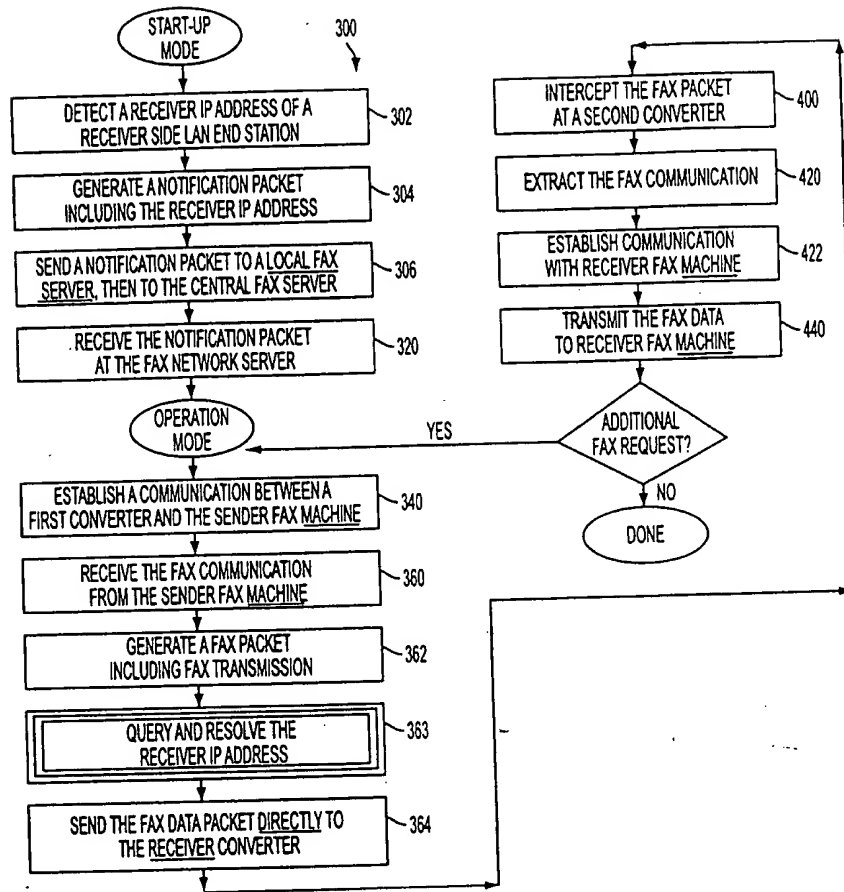 START-UP
MODE
300
DETECT A RECEIVER IP ADDRESS OF A
RECEIVER SIDE LAN END STATION
302
GENERATE A NOTIFICATION PACKET
INCLUDING THE RECEIVER IP ADDRESS
304
SEND A NOTIFICATION PACKET TO A LOCAL FAX
SERVER, THEN TO THE CENTRAL FAX SERVER
306
RECEIVE THE NOTIFICATION PACKET
AT THE FAX NETWORK SERVER
320
OPERATION
MODE
ESTABLISH A COMMUNICATION BETWEEN A
FIRST CONVERTER AND THE SENDER FAX MACHINE
340
RECEIVE THE FAX COMMUNICATION
FROM THE SENDER FAX MACHINE
360
GENERATE A FAX PACKET
INCLUDING FAX TRANSMISSION
362
QUERY AND RESOLVE THE
RECEIVER IP ADDRESS
363
SEND THE FAX DATA PACKET DIRECTLY TO
THE RECEIVER CONVERTER
364
INTERCEPT THE FAX PACKET
AT A SECOND CONVERTER
400
EXTRACT THE FAX COMMUNICATION
420
ESTABLISH COMMUNICATION
WITH RECEIVER FAX MACHINE
422
TRANSMIT THE FAX DATA
TO RECEIVER FAX MACHINE
440
ADDITIONAL
FAX REQUEST?
YES
NO
DONE